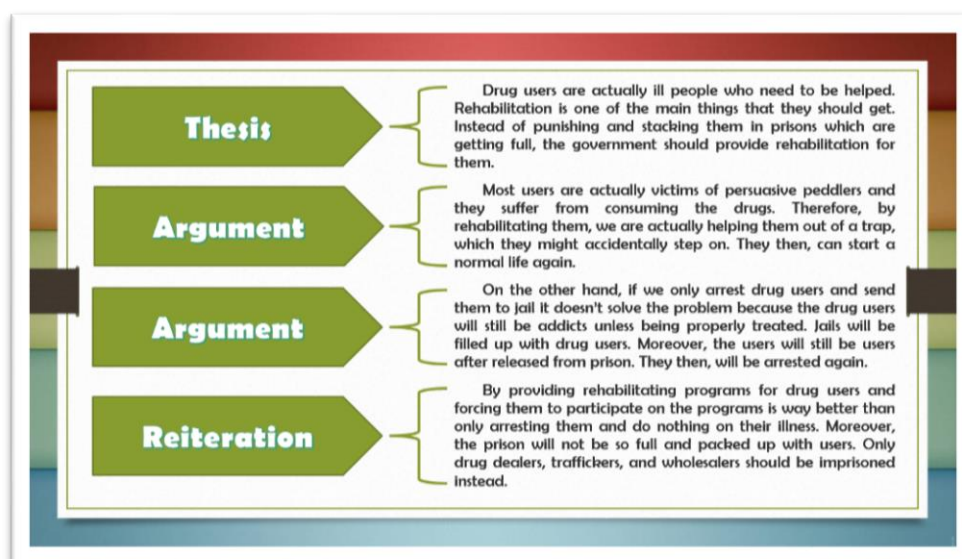 Thesis
Drug users are actually ill people who need to be helped.
Rehabilitation is one of the main things that they should get.
Instead of punishing and stacking them in prisons which are
getting full, the government should provide rehabilitation for
them.
Argument
Most users are actually victims of persuasive peddlers and
they suffer from consuming the drugs. Therefore, by
rehabilitating them, we are actually helping them out of a trap,
which they might accidentally step on. They then, can start a
normal life again.
Argument
On the other hand, if we only arrest drug users and send
them to jail it doesn't solve the problem because the drug users
will still be addicts unless being properly treated. Jails will be
filled up with drug users. Moreover, the users will still be users
after released from prison. They then, will be arrested again.
Reiteration
By providing rehabilitating programs for drug users and
forcing them to participate on the programs is way better than
only arresting them and do nothing on their illness. Moreover,
the prison will not be so full and packed up with users. Only
drug dealers, traffickers, and wholesalers should be imprisoned
instead.